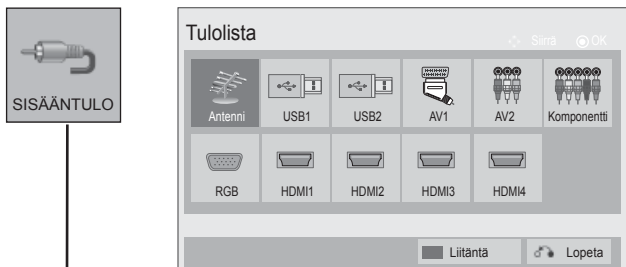 SISÄÄNTULO
Tulolista
Siirrä OK
Antenni USB1 USB2 AV1 AV2 Komponentti
RGB HDMI1 HDMI2 HDMI3 HDMI4
Liitäntä Lopeta